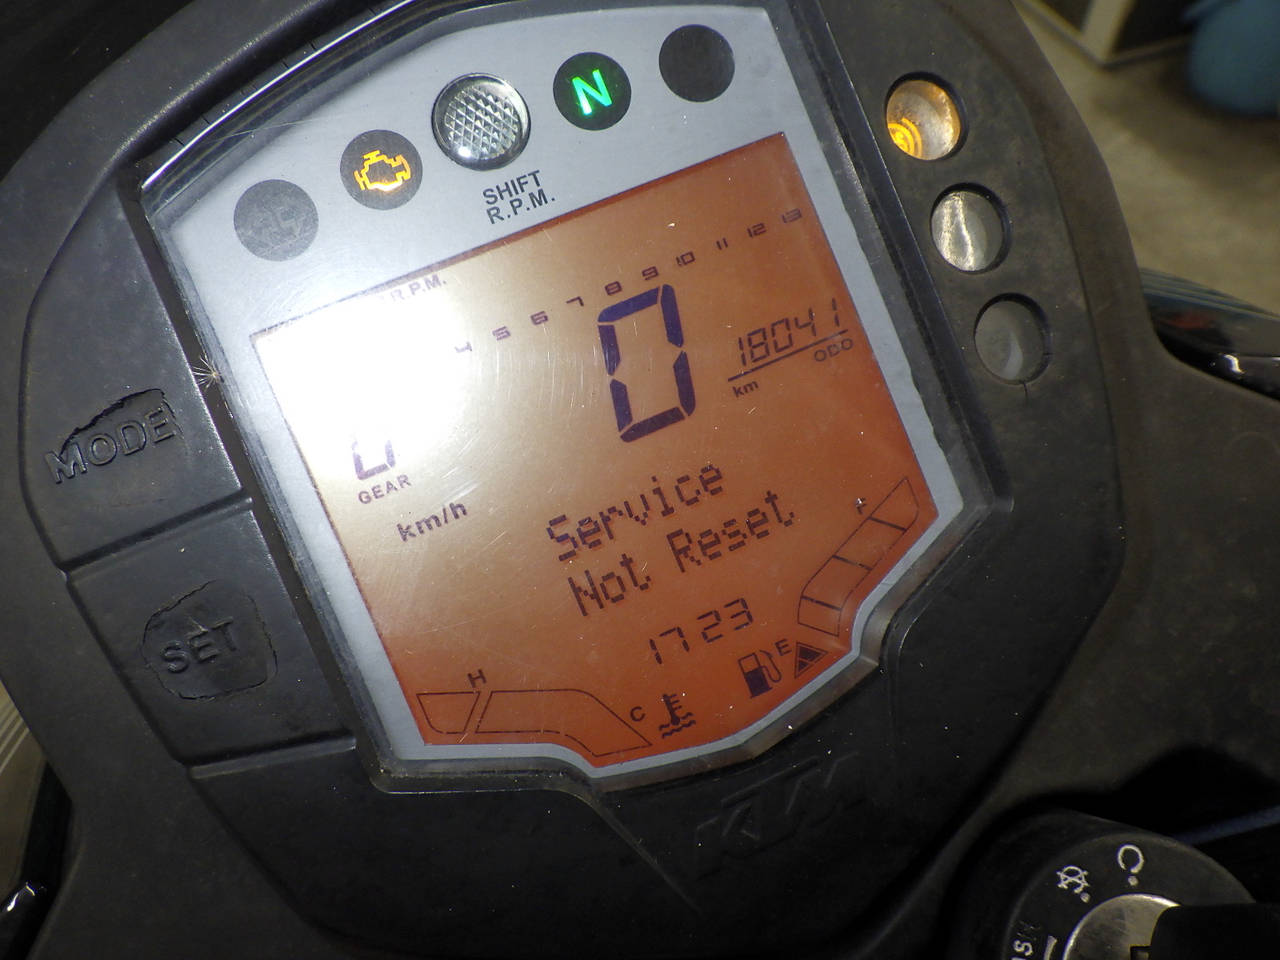 N
SHIFT
R.P.M.
R.P.M.
4 5 6 7 8 9 10 11 12 13
0
18041
km
ODO
MODE
0
GEAR
km/h
Service
Not Reset
1723
SET
H
C
F
E
KTM